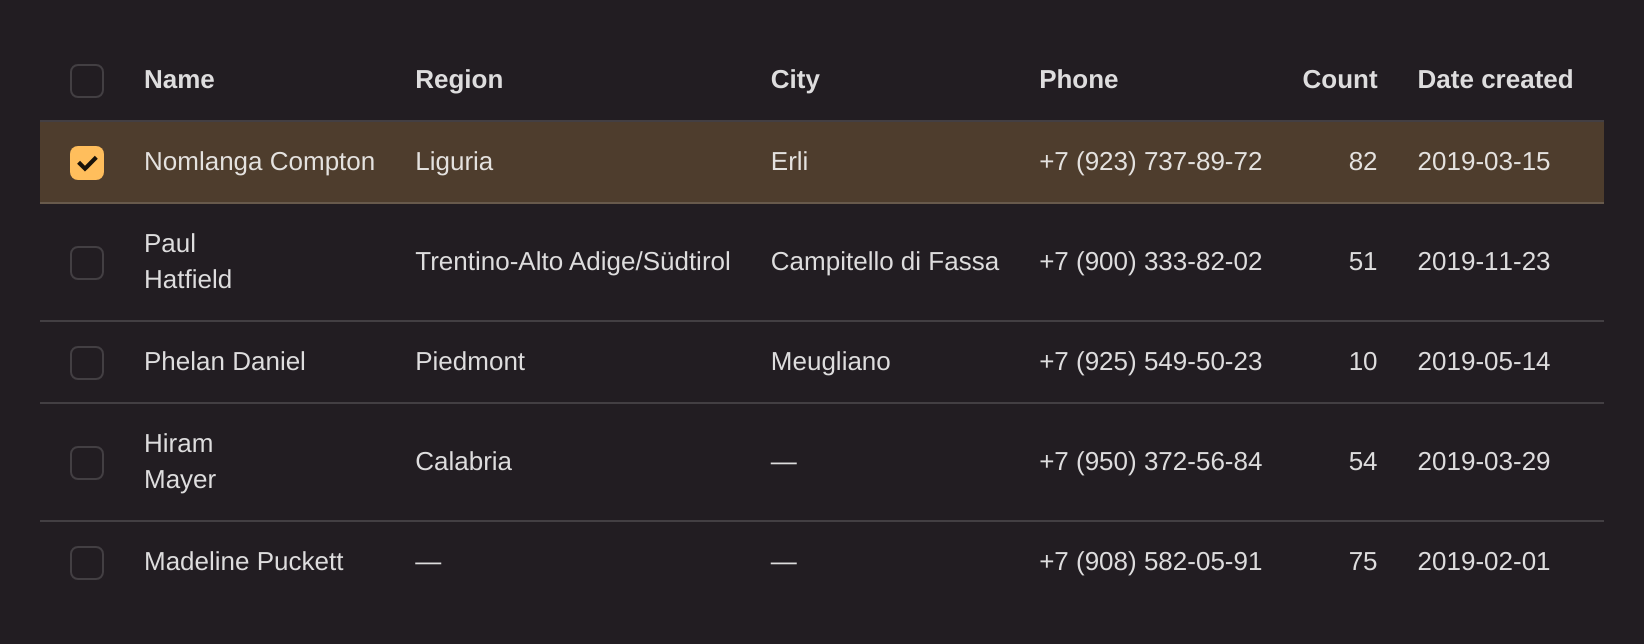 Name Region City Phone Count Date created
Nomlanga Compton Liguria Erli +7 (923) 737-89-72 82 2019-03-15
Paul
Hatfield Trentino-Alto Adige/Südtirol Campitello di Fassa +7 (900) 333-82-02 51 2019-11-23
Phelan Daniel Piedmont Meugliano +7 (925) 549-50-23 10 2019-05-14
Hiram
Mayer Calabria — +7 (950) 372-56-84 54 2019-03-29
Madeline Puckett — — +7 (908) 582-05-91 75 2019-02-01